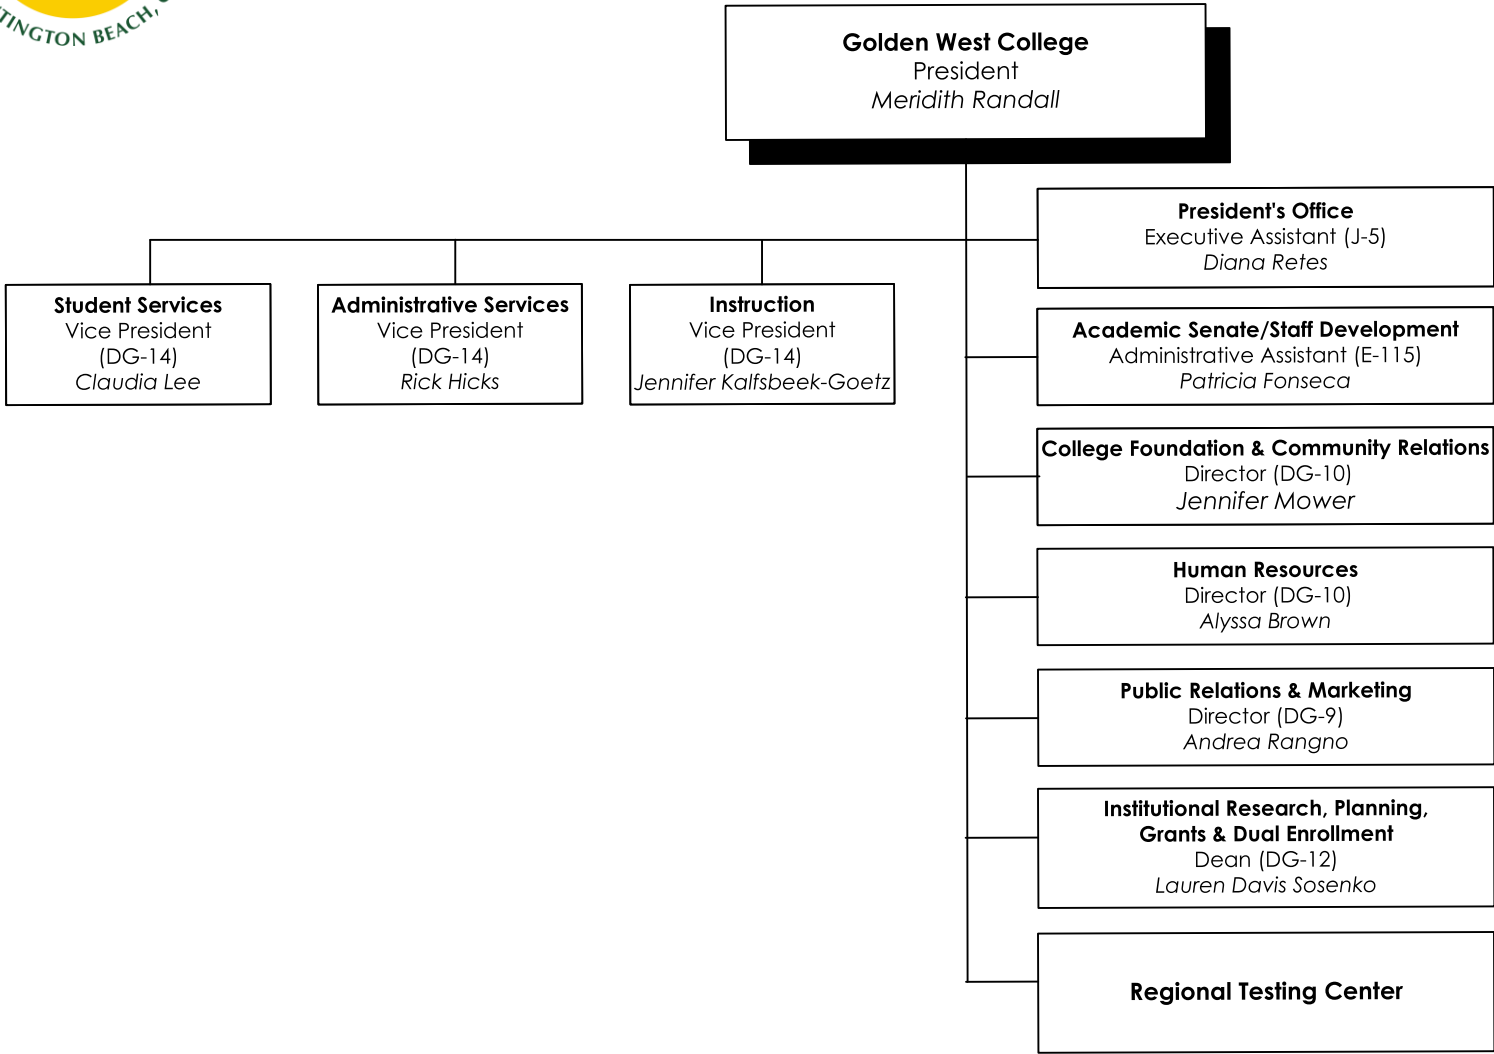 BEACH,
Golden West College
President
Meridith Randall
President's Office
Executive Assistant (J-5)
Diana Retes
Student Services
Vice President
(DG-14)
Claudia Lee
Administrative Services
Vice President
(DG-14)
Rick Hicks
Instruction
Vice President
(DG-14)
Jennifer Kalfsbeek-Goetz
Academic Senate/Staff Development
Administrative Assistant (E-115)
Patricia Fonseca
College Foundation & Community Relations
Director (DG-10)
Jennifer Mower
Human Resources
Director (DG-10)
Alyssa Brown
Public Relations & Marketing
Director (DG-9)
Andrea Rangno
Institutional Research, Planning,
Grants & Dual Enrollment
Dean (DG-12)
Lauren Davis Sosenko
Regional Testing Center